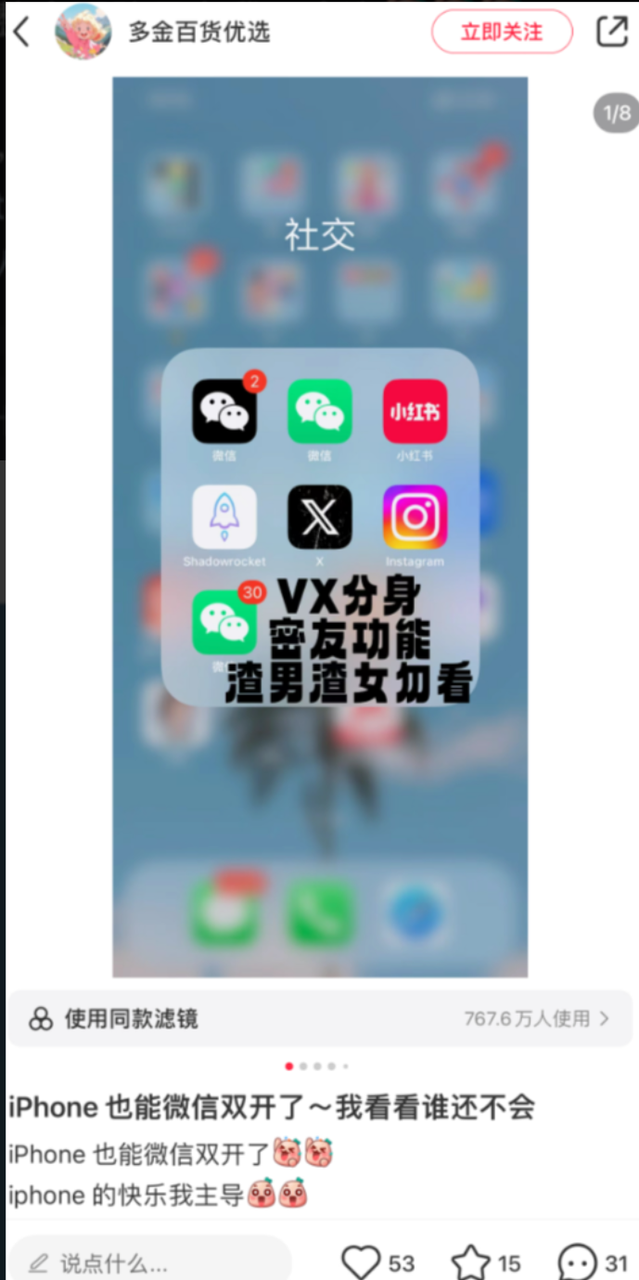 多金百货优选
立即关注
1/8
社交
2
微信
微信
小红书
小红书
Shadowrocket
X
Instagram
30
VX分身
密友功能
渣男渣女勿看
使用同款滤镜
767.6万人使用
iPhone 也能微信双开了～我看看谁还不会
iPhone 也能微信双开了
iphone 的快乐我主导
说点什么...
53
15
31